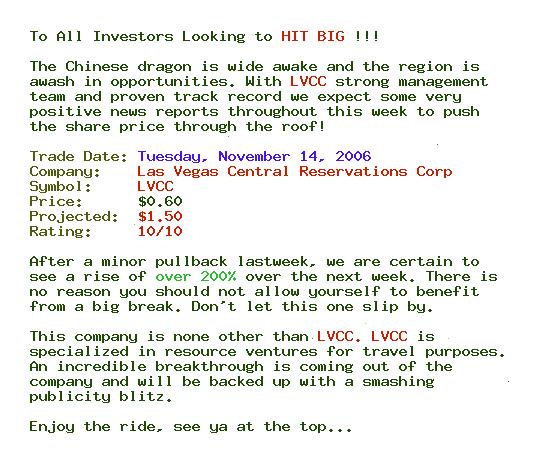 To All Investors Looking to HIT BIG !!!
The Chinese dragon is wide awake and the region is
awash in opportunities. With LVCC strong management
team and proven track record we expect some very
positive news reports throughout this week to push
the share price through the roof!
Trade Date: Tuesday, November 14, 2006
Company: Las Vegas Central Reservations Corp
Symbol: LVCC
Price: $0.60
Projected: $1.50
Rating: 10/10
After a minor pullback lastweek, we are certain to
see a rise of over 200% over the next week. There is
no reason you should not allow yourself to benefit
from a big break. Don't let this one slip by.
This company is none other than LVCC. LVCC is
specialized in resource ventures for travel purposes.
An incredible breakthrough is coming out of the
company and will be backed up with a smashing
publicity blitz.
Enjoy the ride, see ya at the top...